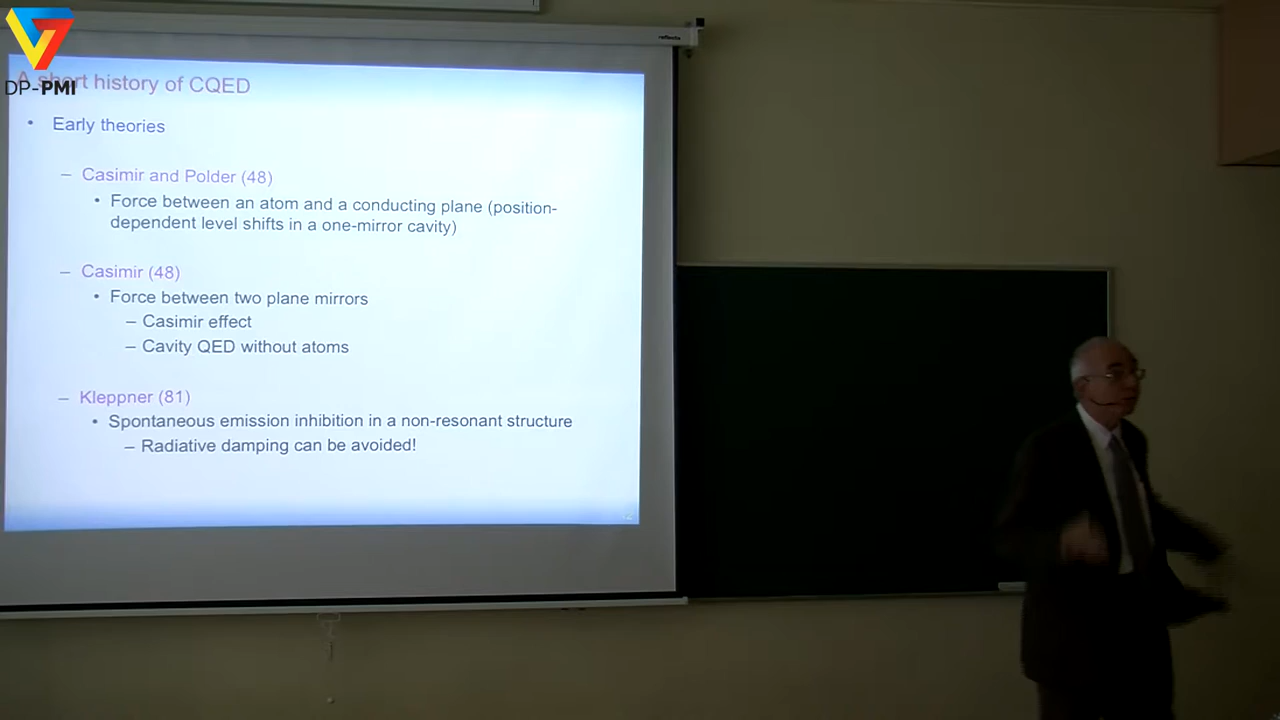 A short history of CQED
DP-PMI
• Early theories
– Casimir and Polder (48)
• Force between an atom and a conducting plane (position-
dependent level shifts in a one-mirror cavity)
– Casimir (48)
• Force between two plane mirrors
– Casimir effect
– Cavity QED without atoms
– Kleppner (81)
• Spontaneous emission inhibition in a non-resonant structure
– Radiative damping can be avoided!